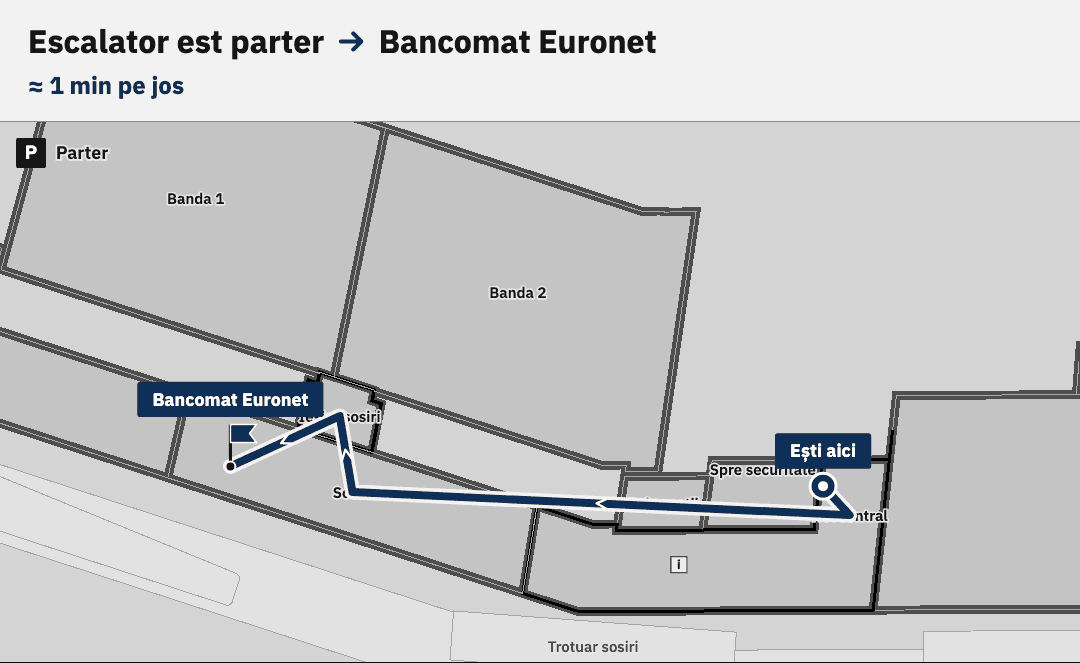 Escalator est parter → Bancomat Euronet
≈ 1 min pe jos
P Parter
Banda 1
Banda 2
Bancomat Euronet
sosiri
Ești aici
Spre securitate
i
Trotuar sosiri